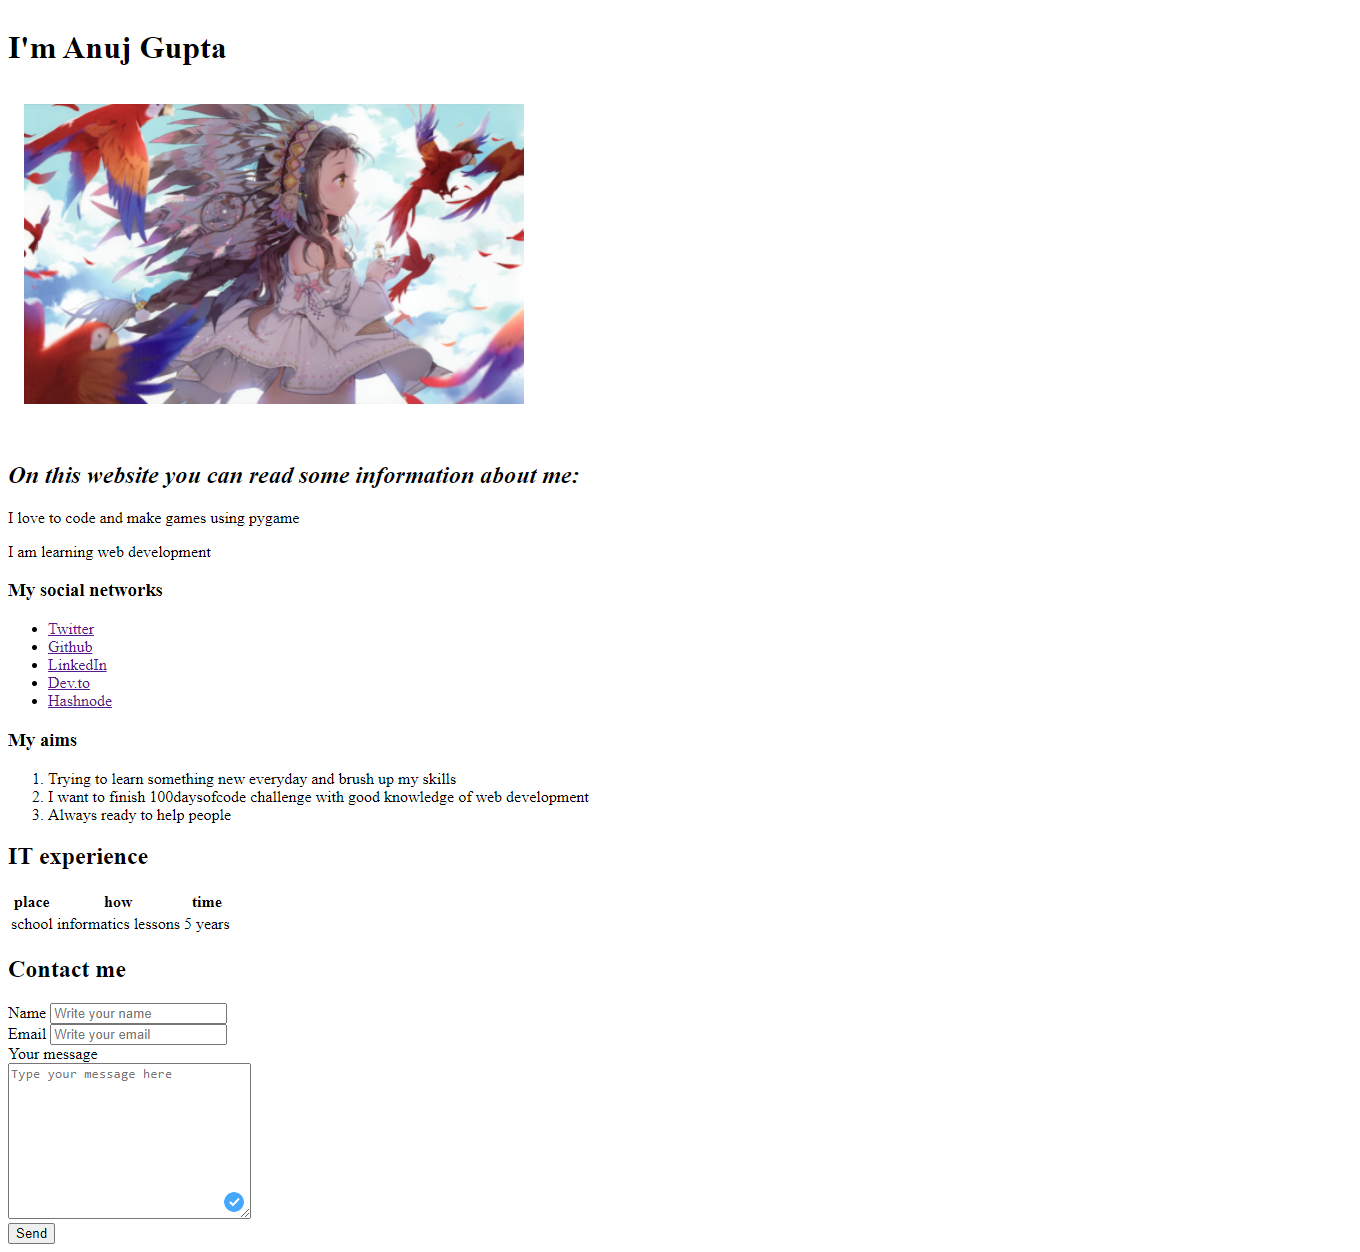 I'm Anuj Gupta
On this website you can read some information about me:
I love to code and make games using pygame
I am learning web development
My social networks
Twitter
Github
LinkedIn
Dev.to
Hashnode
My aims
1. Trying to learn something new everyday and brush up my skills
2. I want to finish 100daysofcode challenge with good knowledge of web development
3. Always ready to help people
IT experience
place how time
school informatics lessons 5 years
Contact me
Name Write your name
Email Write your email
Your message
Type your message here
Send